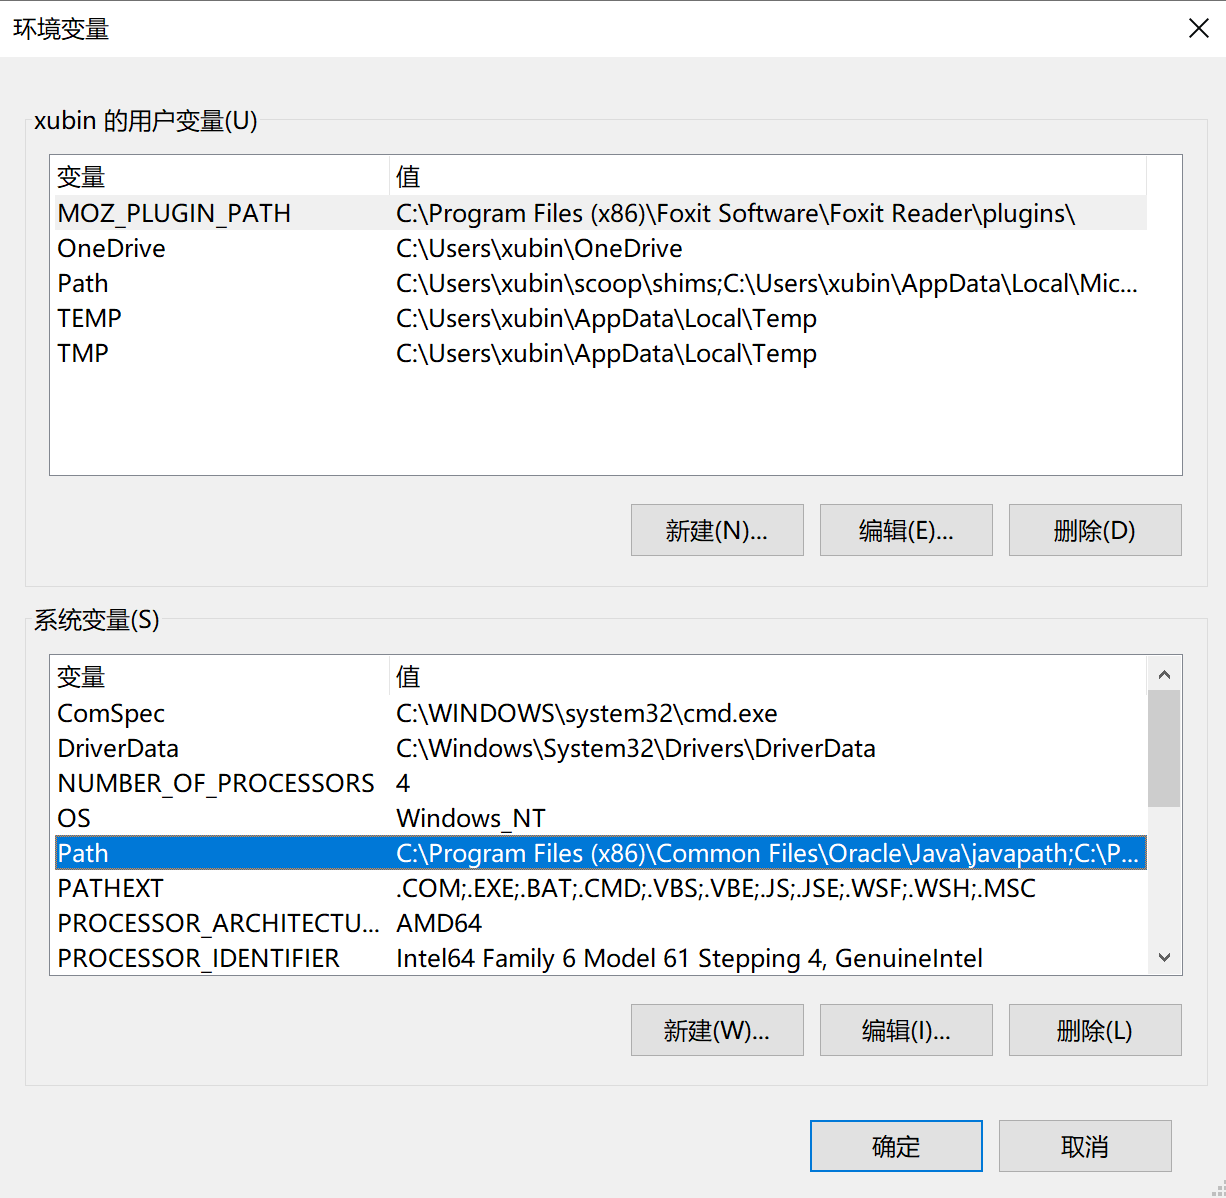 环境变量
xubin 的用户变量(U)
变量 值
MOZ_PLUGIN_PATH C:\Program Files (x86)\Foxit Software\Foxit Reader\plugins\
OneDrive C:\Users\xubin\OneDrive
Path C:\Users\xubin\scoop\shims;C:\Users\xubin\AppData\Local\Mic...
TEMP C:\Users\xubin\AppData\Local\Temp
TMP C:\Users\xubin\AppData\Local\Temp
新建(N)... 编辑(E)... 删除(D)
系统变量(S)
变量 值
ComSpec C:\WINDOWS\system32\cmd.exe
DriverData C:\Windows\System32\Drivers\DriverData
NUMBER_OF_PROCESSORS 4
OS Windows_NT
Path C:\Program Files (x86)\Common Files\Oracle\Java\javapath;C:\P...
PATHEXT .COM;.EXE;.BAT;.CMD;.VBS;.VBE;.JS;.JSE;.WSF;.WSH;.MSC
PROCESSOR_ARCHITECTU... AMD64
PROCESSOR_IDENTIFIER Intel64 Family 6 Model 61 Stepping 4, GenuineIntel
新建(W)... 编辑(I)... 删除(L)
确定 取消